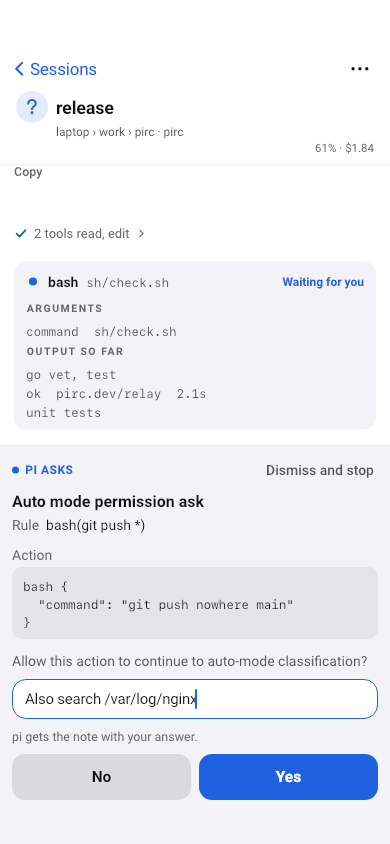 Sessions
?
release
laptop › work › pirc · pirc
61% · $1.84
Copy
2 tools read, edit
bash sh/check.sh Waiting for you
ARGUMENTS
command sh/check.sh
OUTPUT SO FAR
go vet, test
ok pirc.dev/relay 2.1s
unit tests
PI ASKS Dismiss and stop
Auto mode permission ask
Rule bash(git push *)
Action
bash {
"command": "git push nowhere main"
}
Allow this action to continue to auto-mode classification?
Also search /var/log/nginx
pi gets the note with your answer.
No Yes